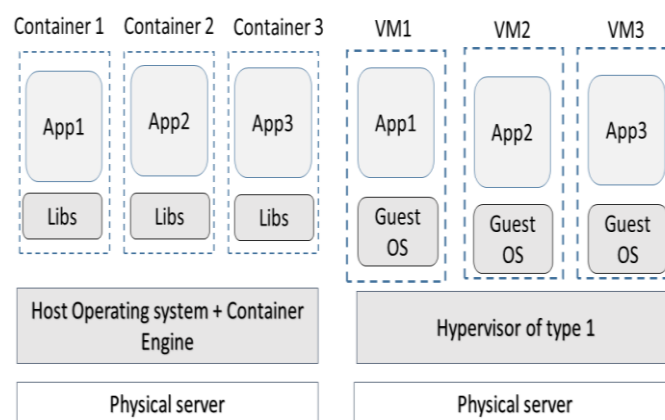 Container 1 Container 2 Container 3
App1 App2 App3
Libs Libs Libs
Host Operating system + Container
Engine
Physical server
VM1 VM2 VM3
App1 App2 App3
Guest Guest Guest
OS OS OS
Hypervisor of type 1
Physical server